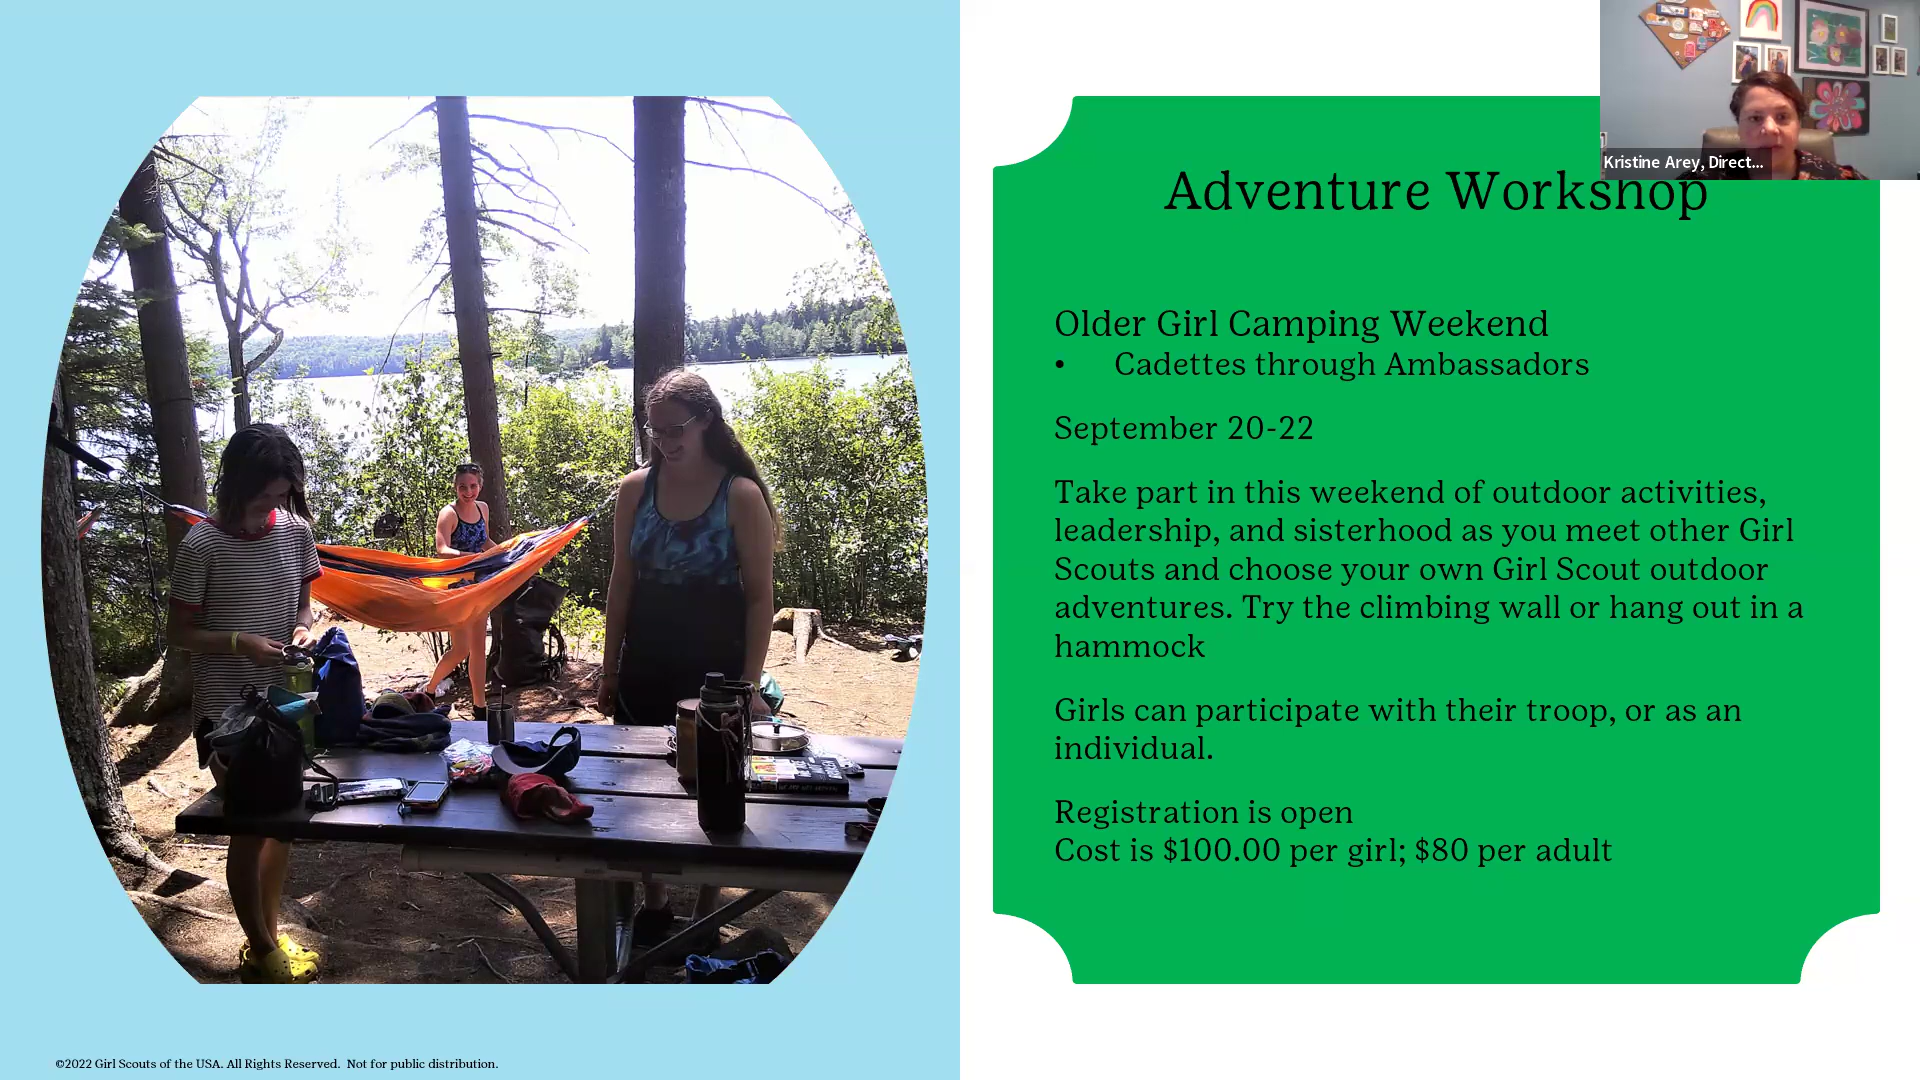 Kristine Arey, Direct...
Adventure Workshop
Older Girl Camping Weekend
• Cadettes through Ambassadors
September 20-22
Take part in this weekend of outdoor activities,
leadership, and sisterhood as you meet other Girl
Scouts and choose your own Girl Scout outdoor
adventures. Try the climbing wall or hang out in a
hammock
Girls can participate with their troop, or as an
individual.
Registration is open
Cost is $100.00 per girl; $80 per adult
©2022 Girl Scouts of the USA. All Rights Reserved. Not for public distribution.